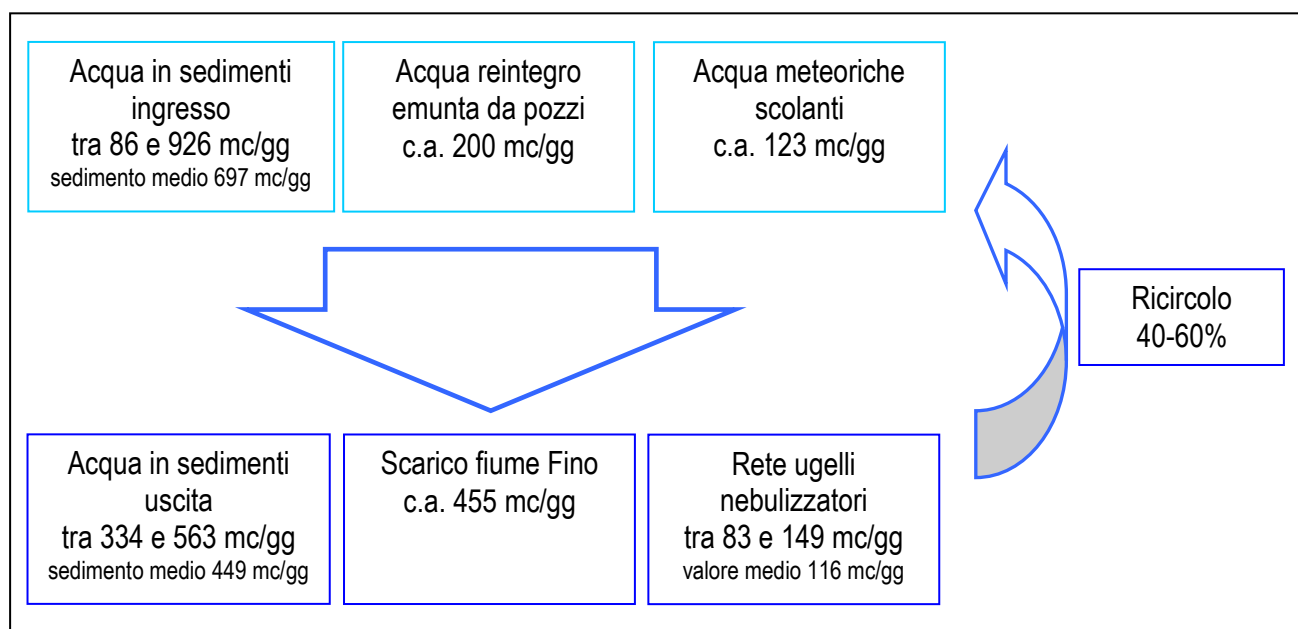 Acqua in sedimenti
ingresso
tra 86 e 926 mc/gg
sedimento medio 697 mc/gg
Acqua reintegro
emunta da pozzi
c.a. 200 mc/gg
Acqua meteoriche
scolanti
c.a. 123 mc/gg
Ricircolo
40-60%
Acqua in sedimenti
uscita
tra 334 e 563 mc/gg
sedimento medio 449 mc/gg
Scarico fiume Fino
c.a. 455 mc/gg
Rete ugelli
nebulizzatori
tra 83 e 149 mc/gg
valore medio 116 mc/gg